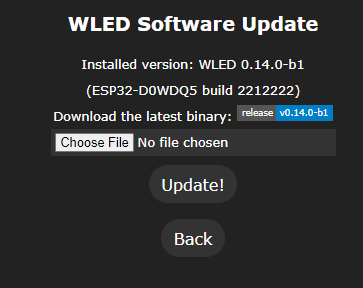 WLED Software Update
Installed version: WLED 0.14.0-b1
(ESP32-D0WDQ5 build 2212222)
Download the latest binary: release v0.14.0-b1
Choose File No file chosen
Update!
Back